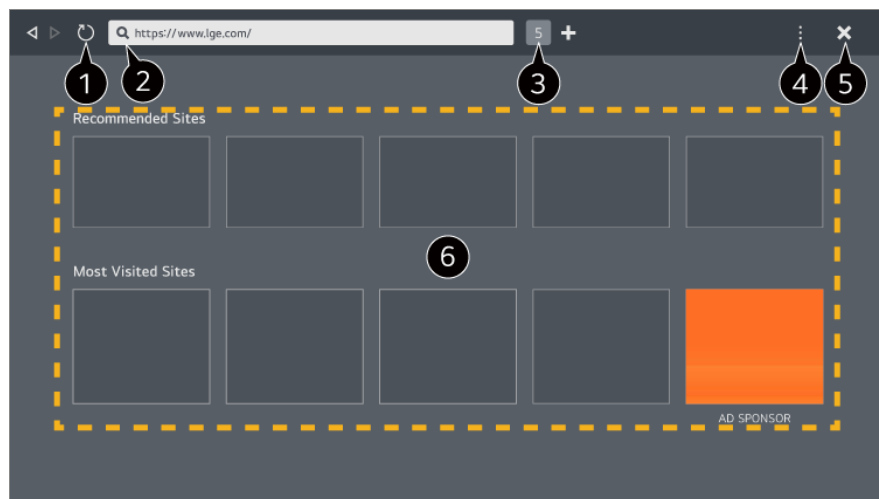 https://www.lge.com/ 5
1 2 3 4 5
Recommended Sites
6
Most Visited Sites
AD SPONSOR